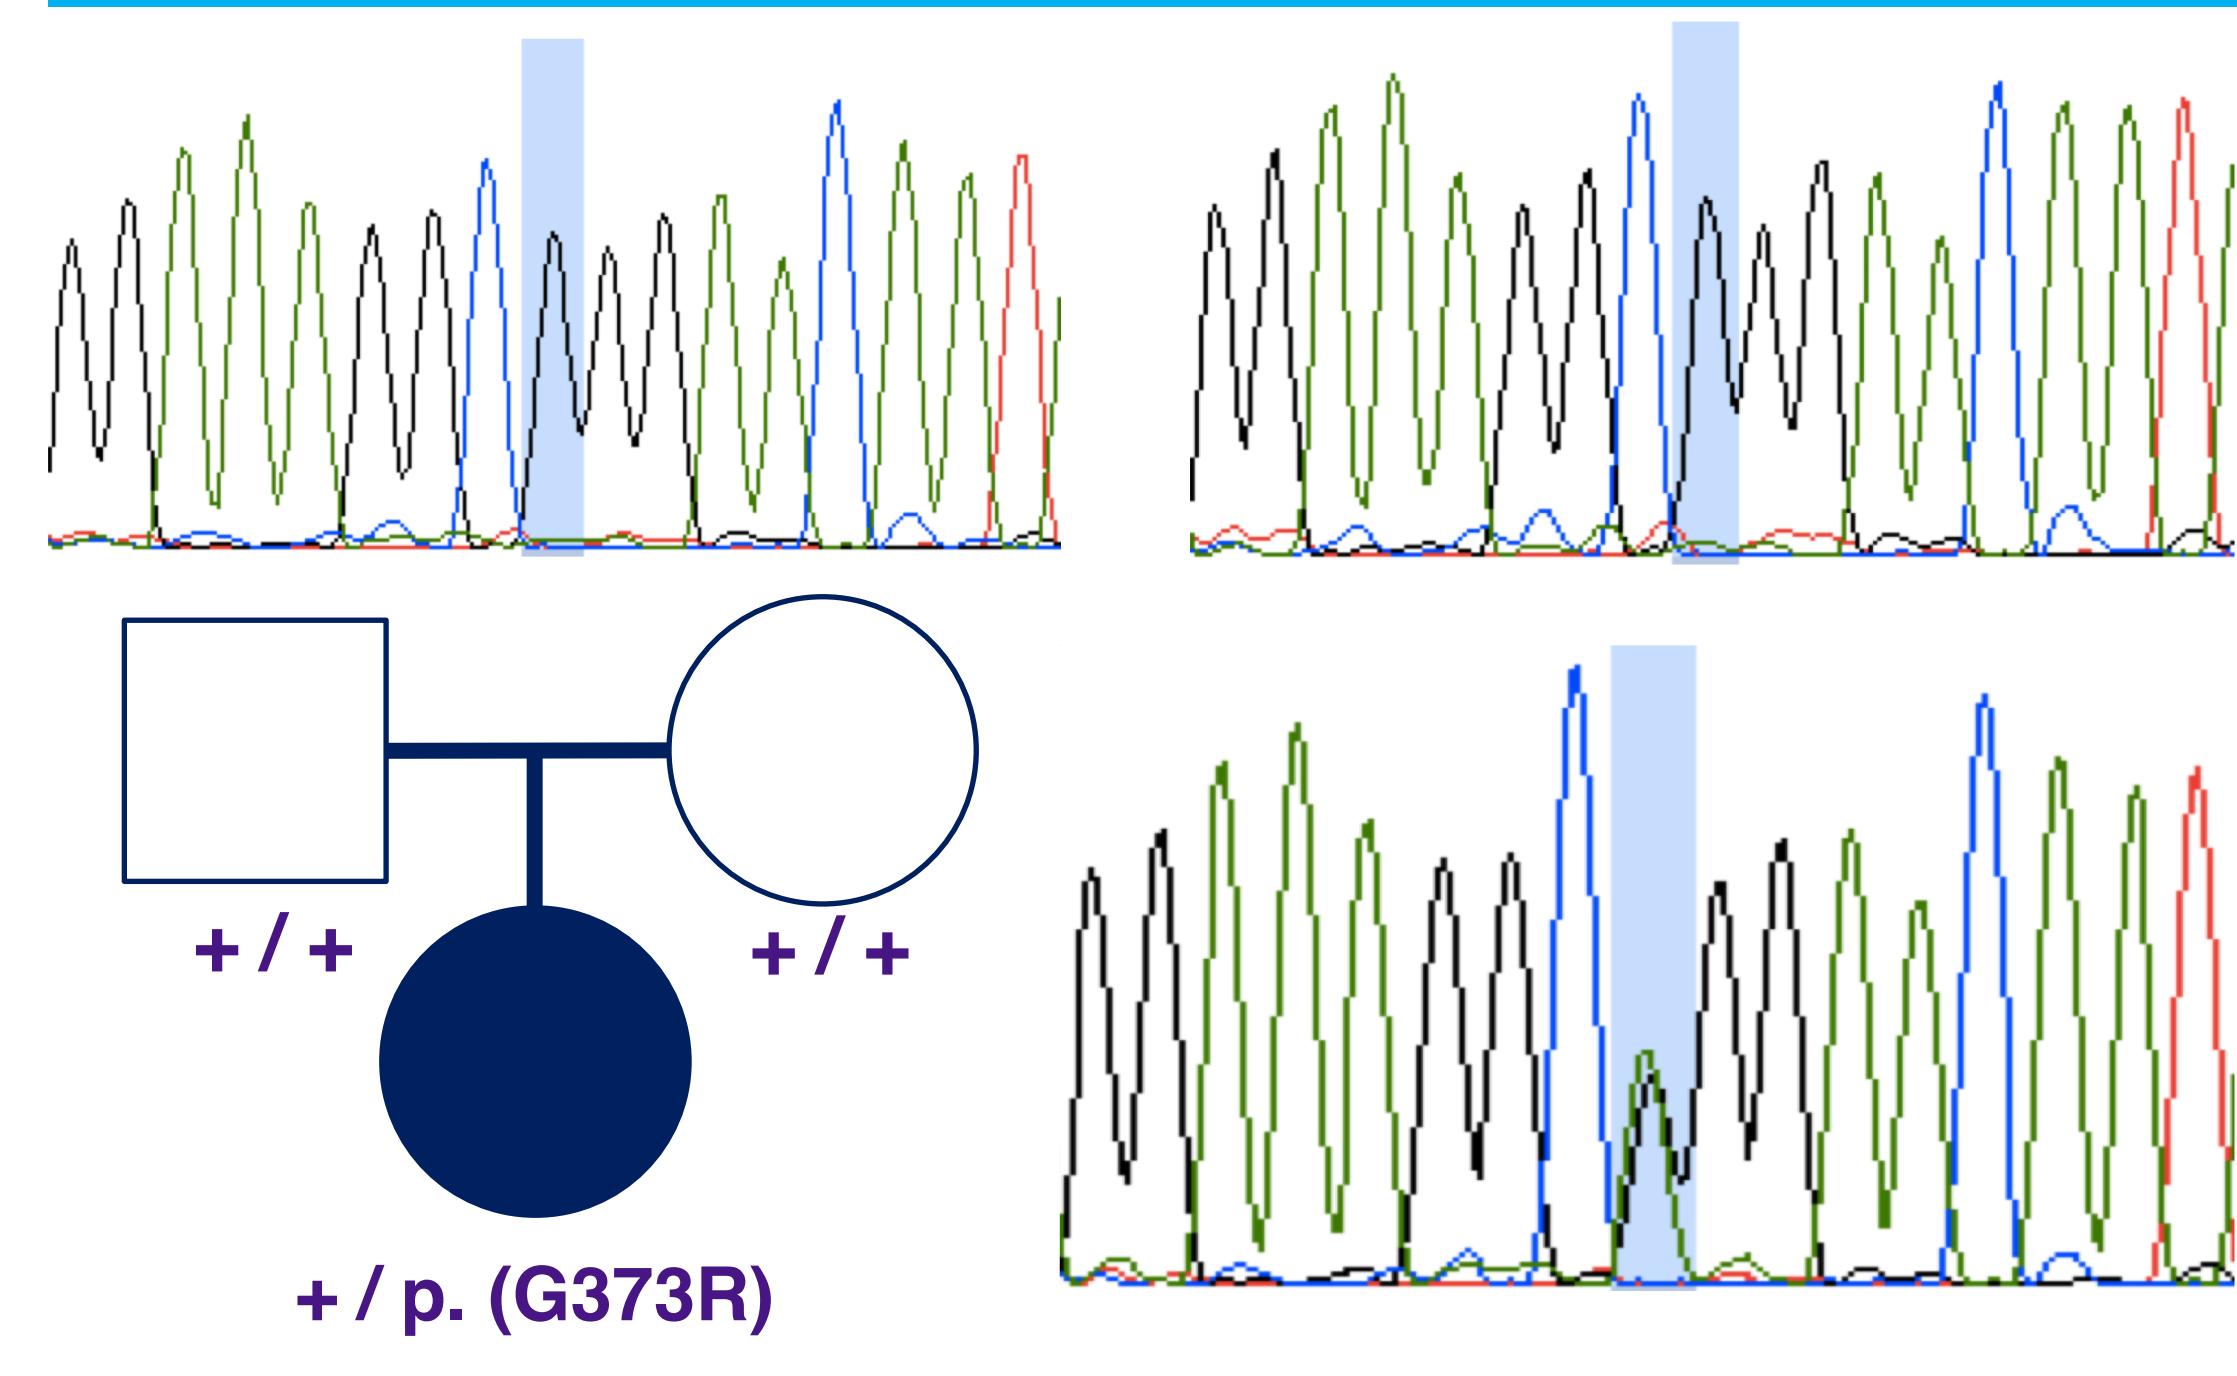 + / +
+ / +
+ / p. (G373R)